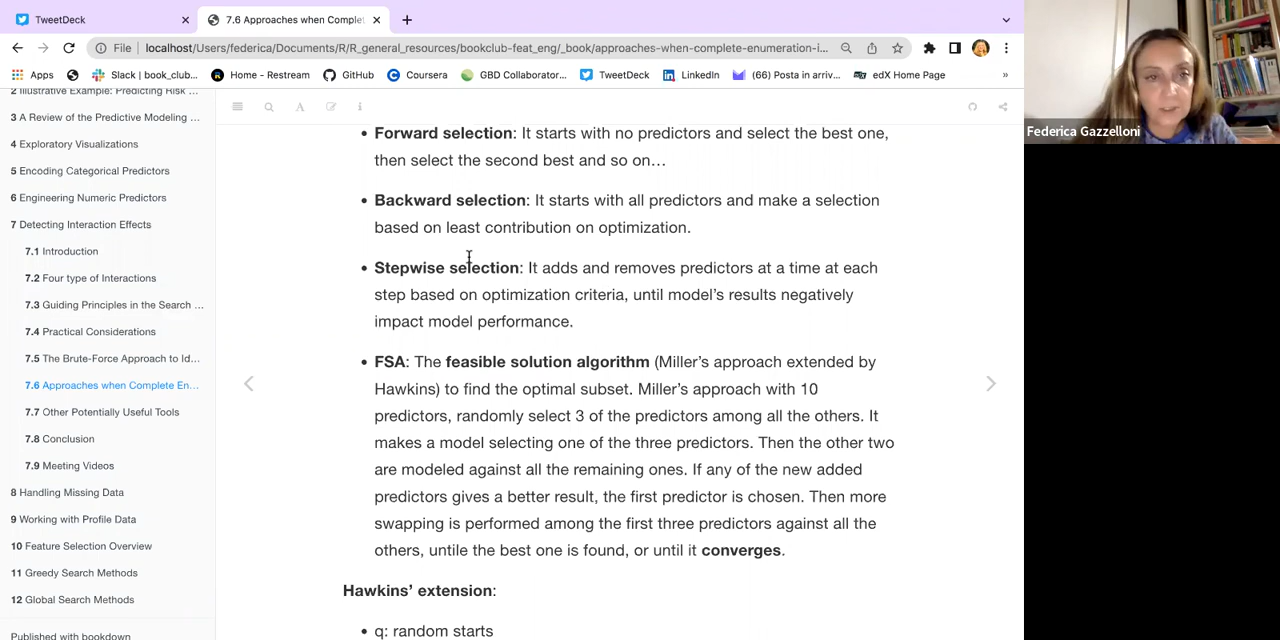 TweetDeck
7.6 Approaches when Complet
File
localhost/Users/federica/Documents/R/R_general_resources/bookclub-feat_eng/_book/approaches-when-complete-enumeration-i...
Apps
Slack | book_club...
Home - Restream
GitHub
Coursera
GBD Collaborator...
TweetDeck
LinkedIn
(66) Posta in arriv...
edX Home Page
»
2 Illustrative Example: Predicting Risk ...
3 A Review of the Predictive Modeling ...
4 Exploratory Visualizations
5 Encoding Categorical Predictors
6 Engineering Numeric Predictors
7 Detecting Interaction Effects
7.1 Introduction
7.2 Four type of Interactions
7.3 Guiding Principles in the Search ...
7.4 Practical Considerations
7.5 The Brute-Force Approach to Id...
7.6 Approaches when Complete En...
7.7 Other Potentially Useful Tools
7.8 Conclusion
7.9 Meeting Videos
8 Handling Missing Data
9 Working with Profile Data
10 Feature Selection Overview
11 Greedy Search Methods
12 Global Search Methods
Published with bookdown
A
i
• Forward selection: It starts with no predictors and select the best one,
then select the second best and so on…
• Backward selection: It starts with all predictors and make a selection
based on least contribution on optimization.
• Stepwise selection: It adds and removes predictors at a time at each
step based on optimization criteria, until model’s results negatively
impact model performance.
• FSA: The feasible solution algorithm (Miller’s approach extended by
Hawkins) to find the optimal subset. Miller’s approach with 10
predictors, randomly select 3 of the predictors among all the others. It
makes a model selecting one of the three predictors. Then the other two
are modeled against all the remaining ones. If any of the new added
predictors gives a better result, the first predictor is chosen. Then more
swapping is performed among the first three predictors against all the
others, untile the best one is found, or until it converges.
Hawkins’ extension:
• q: random starts
Federica Gazzelloni